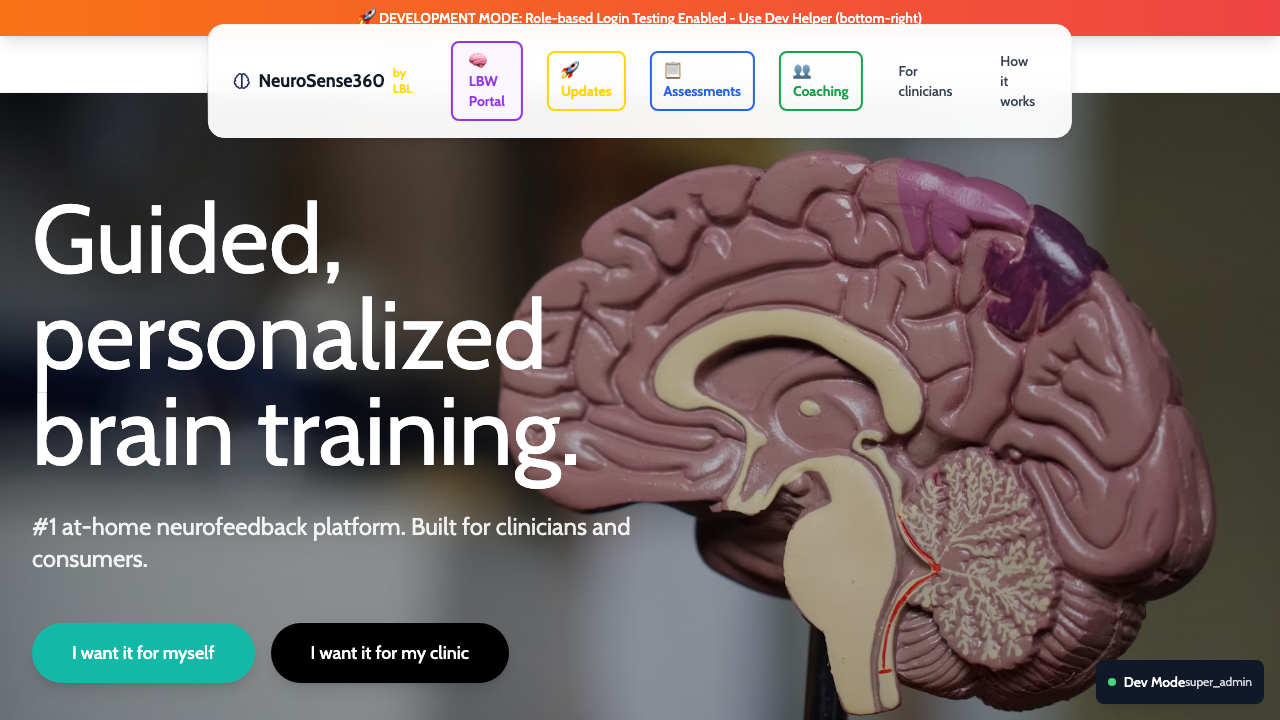 🚀 DEVELOPMENT MODE: Role-based Login Testing Enabled - Use Dev Helper (bottom-right)
NeuroSense360
by
LBL
🧠
LBW
Portal
🚀
Updates
📋
Assessments
👥
Coaching
For
clinicians
How
it
works
Guided,
personalized
brain training.
#1 at-home neurofeedback platform. Built for clinicians and
consumers.
I want it for myself
I want it for my clinic
Dev Modesuper_admin